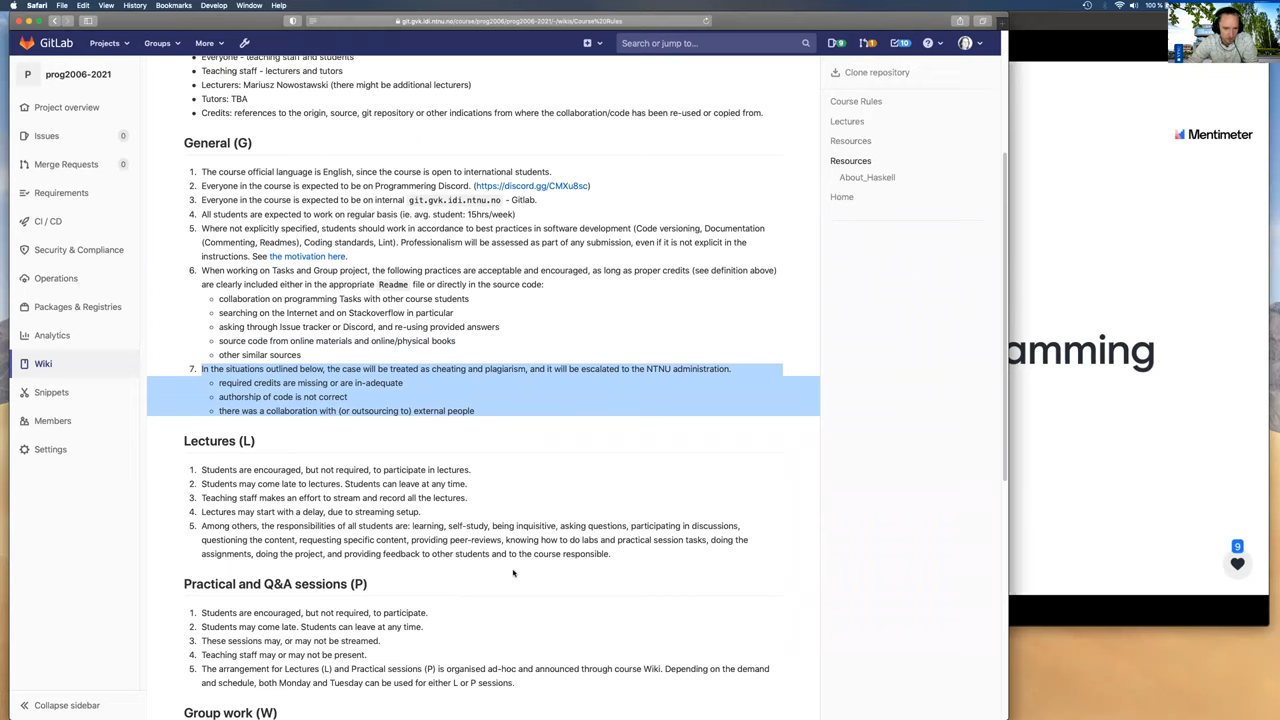 Safari File Edit View History Bookmarks Develop Window Help
100 %
git.gvk.idi.ntnu.no/course/prog2006/prog2006-2021/-/wikis/Course%20Rules
GitLab Projects Groups More Search or jump to... 9 1 10
P prog2006-2021
Project overview
Issues 0
Merge Requests 0
Requirements
CI / CD
Security & Compliance
Operations
Packages & Registries
Analytics
Wiki
Snippets
Members
Settings
Collapse sidebar
Everyone - teaching staff and students
Teaching staff - lecturers and tutors
Lecturers: Mariusz Nowostawski (there might be additional lecturers)
Tutors: TBA
Credits: references to the origin, source, git repository or other indications from where the collaboration/code has been re-used or copied from.
General (G)
1. The course official language is English, since the course is open to international students.
2. Everyone in the course is expected to be on Programming Discord. (https://discord.gg/CMXu8sc)
3. Everyone in the course is expected to be on internal git.gvk.idi.ntnu.no - Gitlab.
4. All students are expected to work on regular basis (ie. avg. student: 15hrs/week)
5. Where not explicitly specified, students should work in accordance to best practices in software development (Code versioning, Documentation
(Commenting, Readmes), Coding standards, Lint). Professionalism will be assessed as part of any submission, even if it is not explicit in the
instructions. See the motivation here.
6. When working on Tasks and Group project, the following practices are acceptable and encouraged, as long as proper credits (see definition above)
are clearly included either in the appropriate Readme file or directly in the source code:
collaboration on programming Tasks with other course students
searching on the Internet and on Stackoverflow in particular
asking through Issue tracker or Discord, and re-using provided answers
source code from online materials and online/physical books
other similar sources
7. In the situations outlined below, the case will be treated as cheating and plagiarism, and it will be escalated to the NTNU administration.
required credits are missing or are in-adequate
authorship of code is not correct
there was a collaboration with (or outsourcing to) external people
Lectures (L)
1. Students are encouraged, but not required, to participate in lectures.
2. Students may come late to lectures. Students can leave at any time.
3. Teaching staff makes an effort to stream and record all the lectures.
4. Lectures may start with a delay, due to streaming setup.
5. Among others, the responsibilities of all students are: learning, self-study, being inquisitive, asking questions, participating in discussions,
questioning the content, requesting specific content, providing peer-reviews, knowing how to do labs and practical session tasks, doing the
assignments, doing the project, and providing feedback to other students and to the course responsible.
Practical and Q&A sessions (P)
1. Students are encouraged, but not required, to participate.
2. Students may come late. Students can leave at any time.
3. These sessions may, or may not be streamed.
4. Teaching staff may or may not be present.
5. The arrangement for Lectures (L) and Practical sessions (P) is organised ad-hoc and announced through course Wiki. Depending on the demand
and schedule, both Monday and Tuesday can be used for either L or P sessions.
Group work (W)
Clone repository
Course Rules
Lectures
Resources
Resources
About_Haskell
Home
Mentimeter
amming
9